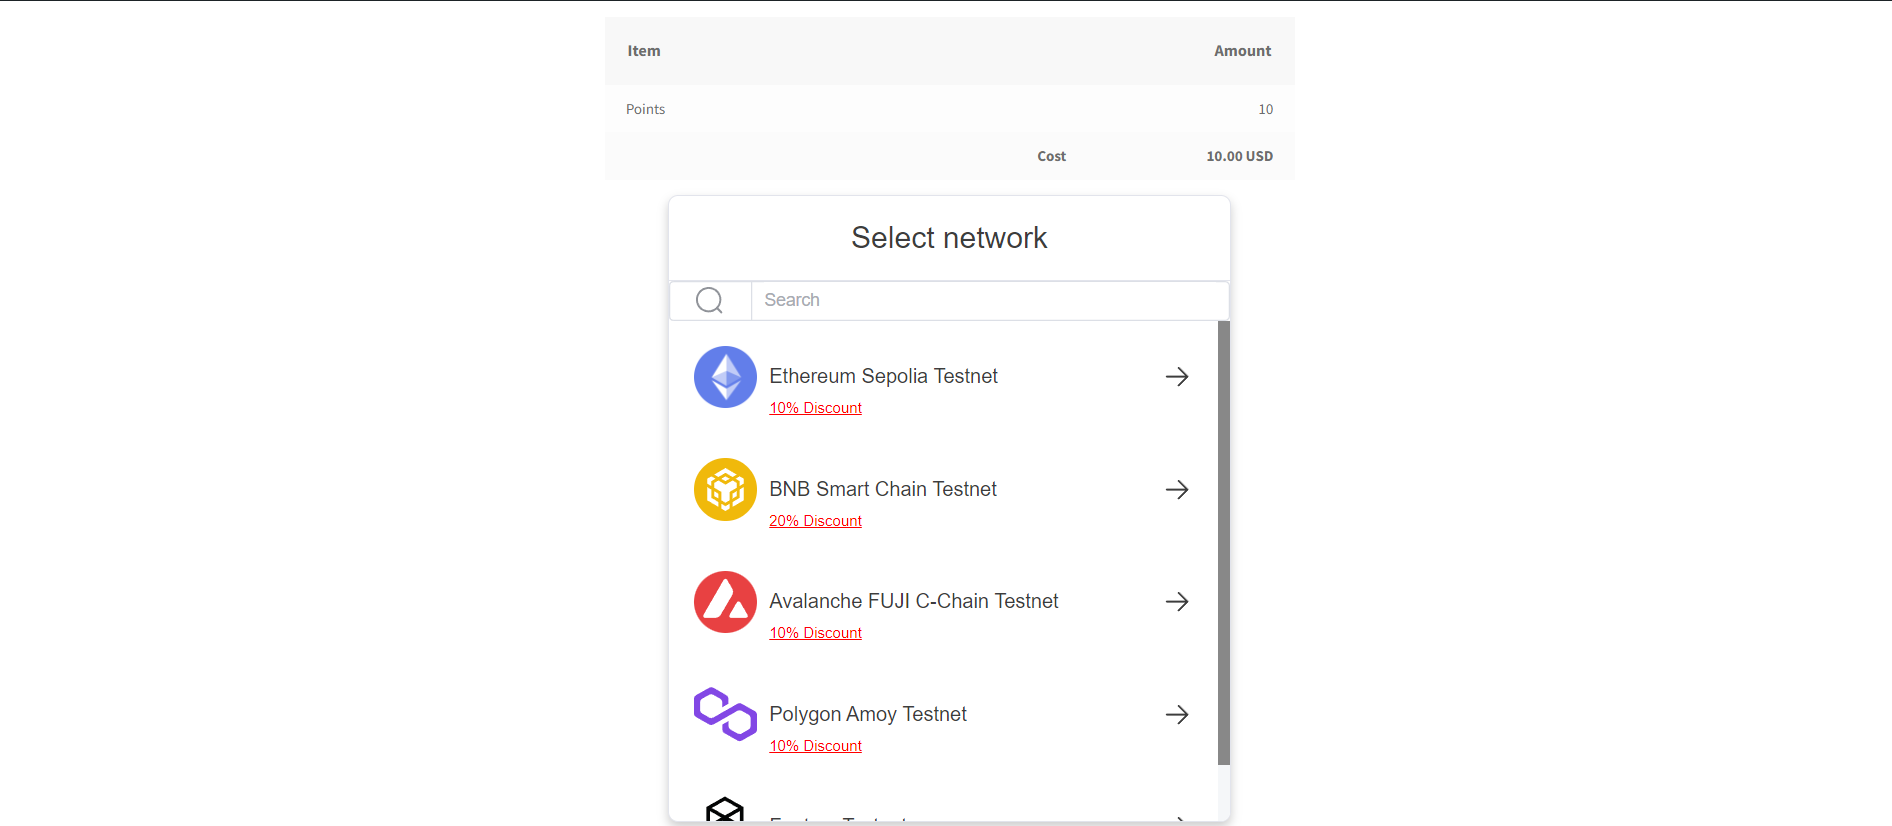 Item Amount
Points 10
Cost 10.00 USD
Select network
Search
Ethereum Sepolia Testnet
10% Discount
BNB Smart Chain Testnet
20% Discount
Avalanche FUJI C-Chain Testnet
10% Discount
Polygon Amoy Testnet
10% Discount